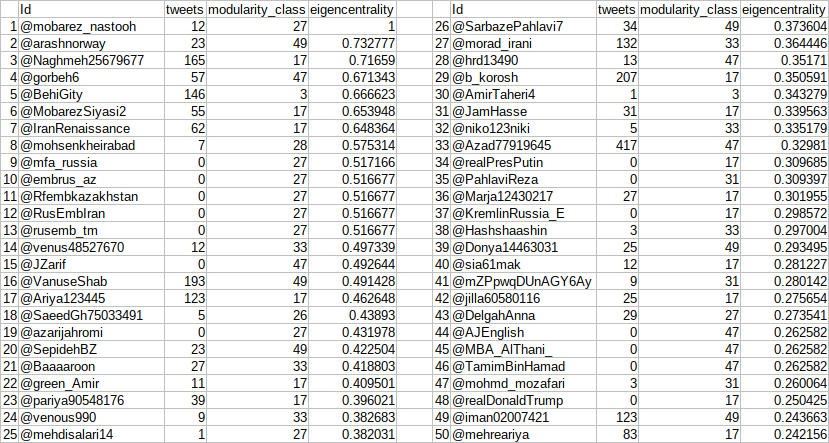 Id tweets modularity_class eigencentrality
1 @mobarez_nastooh 12 27 1
2 @arashnorway 23 49 0.732777
3 @Naghmeh25679677 165 17 0.71659
4 @gorbeh6 57 47 0.671343
5 @BehiGity 146 3 0.666623
6 @MobarezSiyasi2 55 17 0.653948
7 @IranRenaissance 62 17 0.648364
8 @mohsenkheirabad 7 28 0.575314
9 @mfa_russia 0 27 0.517166
10 @embrus_az 0 27 0.516677
11 @Rfembkazakhstan 0 27 0.516677
12 @RusEmbIran 0 27 0.516677
13 @rusemb_tm 0 27 0.516677
14 @venus48527670 12 33 0.497339
15 @JZarif 0 47 0.492644
16 @VanuseShab 193 49 0.491428
17 @Ariya123445 123 17 0.462648
18 @SaeedGh75033491 5 26 0.43893
19 @azarijahromi 0 27 0.431978
20 @SepidehBZ 23 49 0.422504
21 @Baaaaroon 27 33 0.418803
22 @green_Amir 11 17 0.409501
23 @pariya90548176 39 17 0.396021
24 @venous990 9 33 0.382683
25 @mehdisalari14 1 27 0.382031
Id tweets modularity_class eigencentrality
26 @SarbazePahlavi7 34 49 0.373604
27 @morad_irani 132 33 0.364446
28 @hrd13490 13 47 0.35171
29 @b_korosh 207 17 0.350591
30 @AmirTaheri4 1 3 0.343279
31 @JamHasse 31 17 0.339563
32 @niko123niki 5 33 0.335179
33 @Azad77919645 417 47 0.32981
34 @realPresPutin 0 17 0.309685
35 @PahlaviReza 0 31 0.309397
36 @Marja12430217 27 17 0.301955
37 @KremlinRussia_E 0 17 0.298572
38 @Hashshaashin 3 33 0.297004
39 @Donya14463031 25 49 0.293495
40 @sia61mak 12 17 0.281227
41 @mZPpwqDUnAGY6Ay 9 31 0.280142
42 @jilla60580116 25 17 0.275654
43 @DelgahAnna 29 27 0.273541
44 @AJEnglish 0 47 0.262582
45 @MBA_AlThani_ 0 47 0.262582
46 @TamimBinHamad 0 47 0.262582
47 @mohmd_mozafari 3 31 0.260064
48 @realDonaldTrump 0 17 0.250425
49 @iman02007421 123 49 0.243663
50 @mehreariya 83 17 0.242156